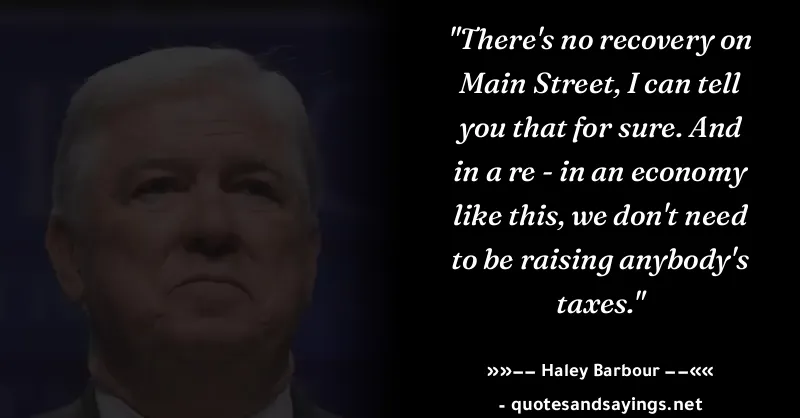 "There's no recovery on
Main Street, I can tell
you that for sure. And
in a re - in an economy
like this, we don't need
to be raising anybody's
taxes."
»»–– Haley Barbour ––««
- quotesandsayings.net